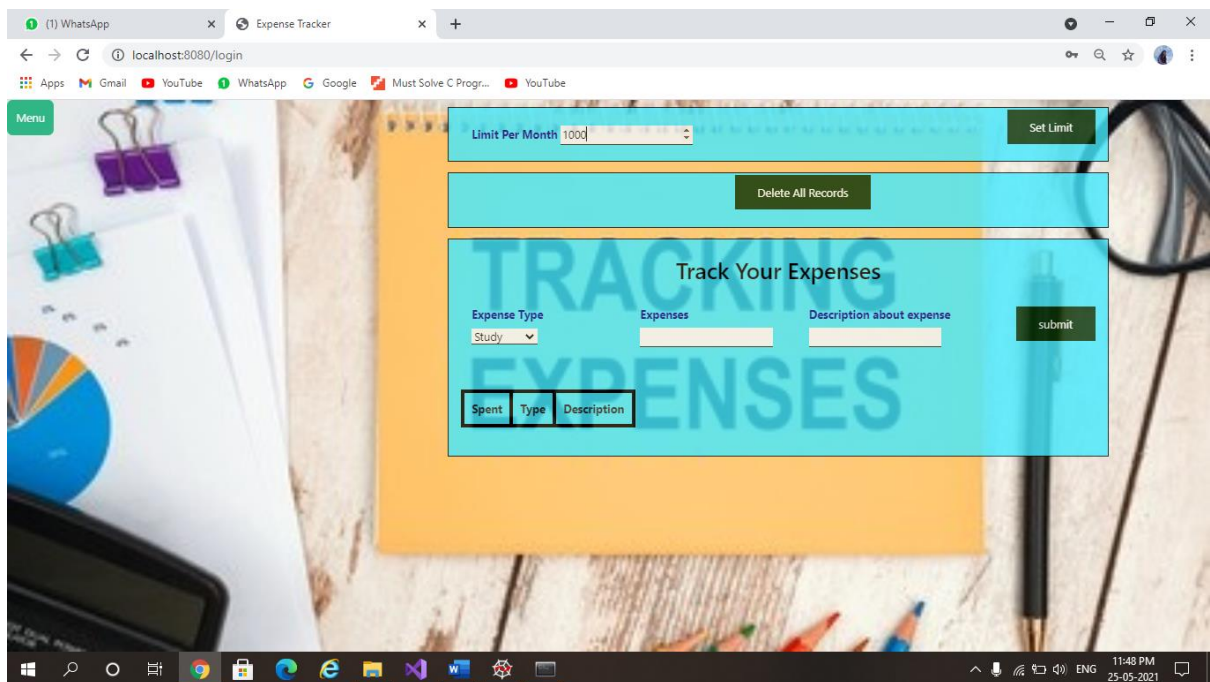 (1) WhatsApp
Expense Tracker
localhost:8080/login
Apps Gmail YouTube WhatsApp Google Must Solve C Progr... YouTube
Menu
Limit Per Month 1000
Set Limit
Delete All Records
TRACKING
Track Your Expenses
Expense Type Expenses Description about expense
Study
submit
EXPENSES
Spent Type Description
ENG
11:48 PM
25-05-2021